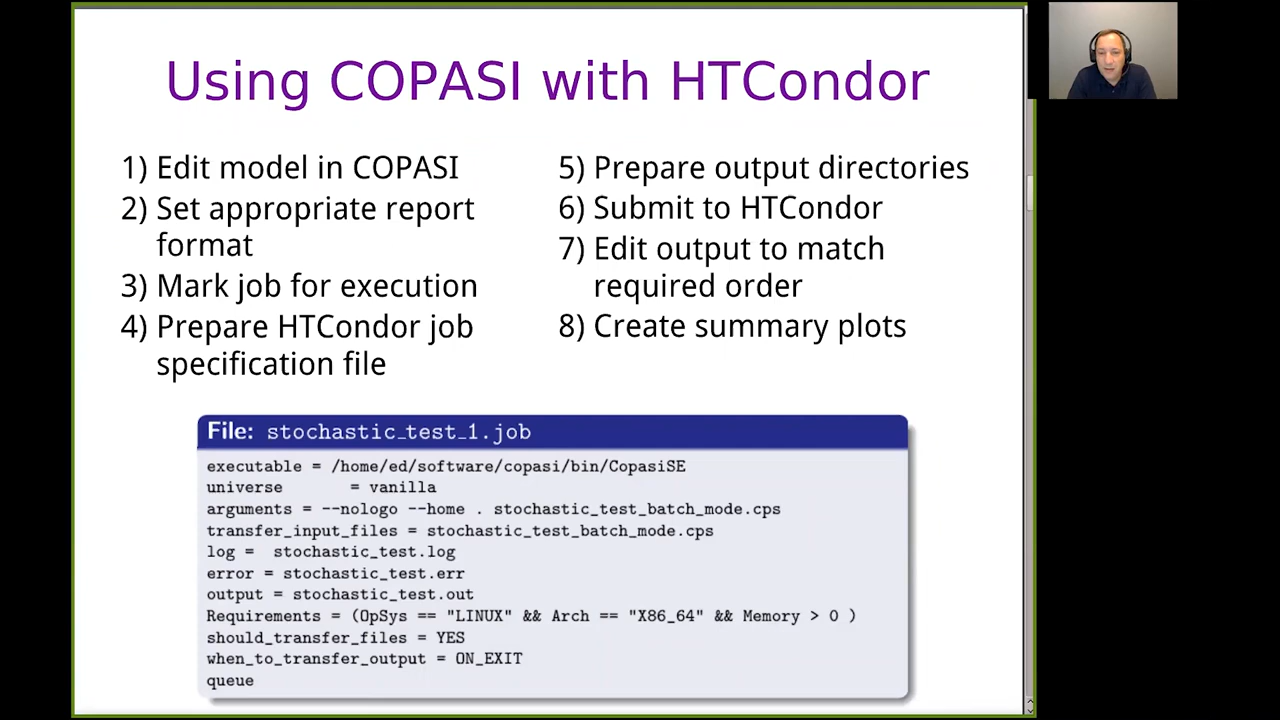 Using COPASI with HTCondor
1) Edit model in COPASI
2) Set appropriate report
format
3) Mark job for execution
4) Prepare HTCondor job
specification file
5) Prepare output directories
6) Submit to HTCondor
7) Edit output to match
required order
8) Create summary plots
File: stochastic_test_1.job
executable = /home/ed/software/copasi/bin/CopasiSE
universe = vanilla
arguments = --nologo --home . stochastic_test_batch_mode.cps
transfer_input_files = stochastic_test_batch_mode.cps
log = stochastic_test.log
error = stochastic_test.err
output = stochastic_test.out
Requirements = (OpSys == "LINUX" && Arch == "X86_64" && Memory > 0 )
should_transfer_files = YES
when_to_transfer_output = ON_EXIT
queue